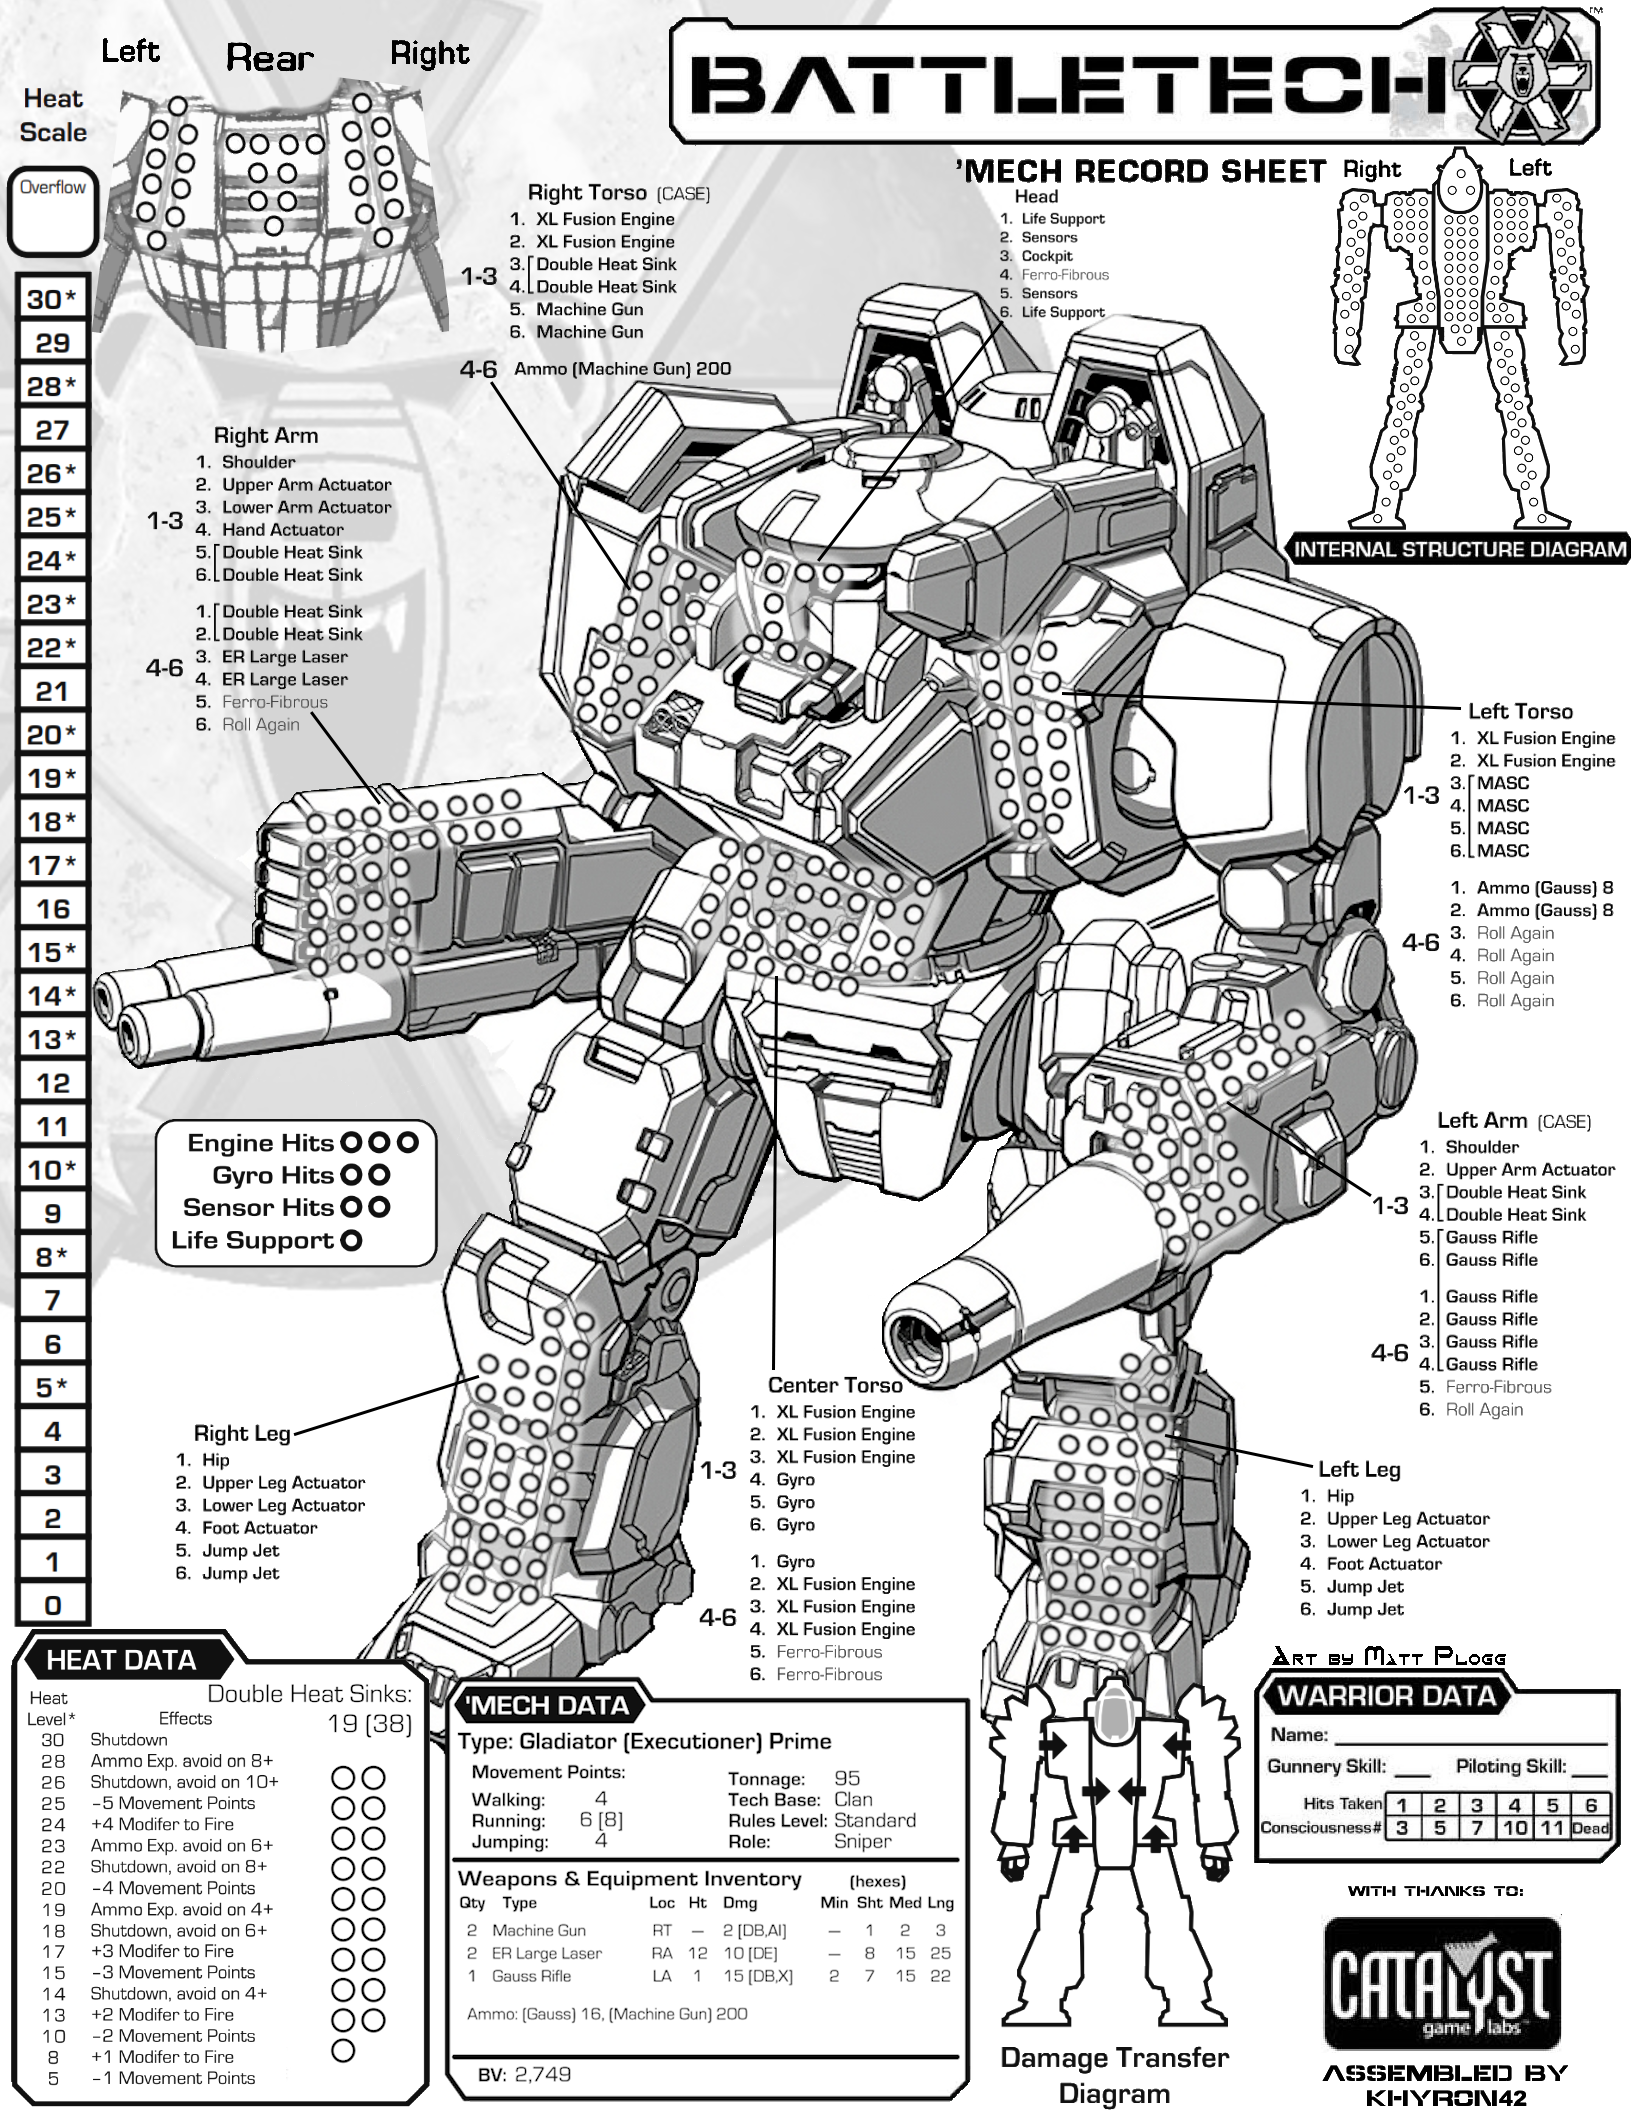 Left Rear Right
BATTLETECH
TM
'MECH RECORD SHEET
Heat
Scale
Overflow
30*
29
28*
27
26*
25*
24*
23*
22*
21
20*
19*
18*
17*
16
15*
14*
13*
12
11
10*
9
8*
7
6
5*
4
3
2
1
0
Right Torso (CASE)
1-3
1. XL Fusion Engine
2. XL Fusion Engine
3. Double Heat Sink
4. Double Heat Sink
5. Machine Gun
6. Machine Gun
4-6 Ammo (Machine Gun) 200
Head
1. Life Support
2. Sensors
3. Cockpit
4. Ferro-Fibrous
5. Sensors
6. Life Support
Right Left
INTERNAL STRUCTURE DIAGRAM
Right Arm
1-3
1. Shoulder
2. Upper Arm Actuator
3. Lower Arm Actuator
4. Hand Actuator
5. Double Heat Sink
6. Double Heat Sink
4-6
1. Double Heat Sink
2. Double Heat Sink
3. ER Large Laser
4. ER Large Laser
5. Ferro-Fibrous
6. Roll Again
Left Torso
1-3
1. XL Fusion Engine
2. XL Fusion Engine
3. MASC
4. MASC
5. MASC
6. MASC
4-6
1. Ammo (Gauss) 8
2. Ammo (Gauss) 8
3. Roll Again
4. Roll Again
5. Roll Again
6. Roll Again
Engine Hits
Gyro Hits
Sensor Hits
Life Support
Left Arm (CASE)
1-3
1. Shoulder
2. Upper Arm Actuator
3. Double Heat Sink
4. Double Heat Sink
5. Gauss Rifle
6. Gauss Rifle
4-6
1. Gauss Rifle
2. Gauss Rifle
3. Gauss Rifle
4. Gauss Rifle
5. Ferro-Fibrous
6. Roll Again
Right Leg
1. Hip
2. Upper Leg Actuator
3. Lower Leg Actuator
4. Foot Actuator
5. Jump Jet
6. Jump Jet
Center Torso
1-3
1. XL Fusion Engine
2. XL Fusion Engine
3. XL Fusion Engine
4. Gyro
5. Gyro
6. Gyro
4-6
1. Gyro
2. XL Fusion Engine
3. XL Fusion Engine
4. XL Fusion Engine
5. Ferro-Fibrous
6. Ferro-Fibrous
Left Leg
1. Hip
2. Upper Leg Actuator
3. Lower Leg Actuator
4. Foot Actuator
5. Jump Jet
6. Jump Jet
HEAT DATA
Double Heat Sinks:
19 (38)
Heat
Level* Effects
30 Shutdown
28 Ammo Exp. avoid on 8+
26 Shutdown, avoid on 10+
25 -5 Movement Points
24 +4 Modifer to Fire
23 Ammo Exp. avoid on 6+
22 Shutdown, avoid on 8+
20 -4 Movement Points
19 Ammo Exp. avoid on 4+
18 Shutdown, avoid on 6+
17 +3 Modifer to Fire
15 -3 Movement Points
14 Shutdown, avoid on 4+
13 +2 Modifer to Fire
10 -2 Movement Points
8 +1 Modifer to Fire
5 -1 Movement Points
'MECH DATA
Type: Gladiator (Executioner) Prime
Movement Points:
Walking: 4
Running: 6 [8]
Jumping: 4
Tonnage: 95
Tech Base: Clan
Rules Level: Standard
Role: Sniper
Weapons & Equipment Inventory (hexes)
Qty Type Loc Ht Dmg Min Sht Med Lng
2 Machine Gun RT — 2 [DB,AI] — 1 2 3
2 ER Large Laser RA 12 10 [DE] — 8 15 25
1 Gauss Rifle LA 1 15 [DB,X] 2 7 15 22
Ammo: (Gauss) 16, (Machine Gun) 200
BV: 2,749
Damage Transfer
Diagram
Art by Matt Plogg
WARRIOR DATA
Name:
Gunnery Skill: Piloting Skill:
Hits Taken 1 2 3 4 5 6
Consciousness# 3 5 7 10 11 Dead
WITH THANKS TO:
CATALYST
game labs
ASSEMBLED BY
KHYRON42